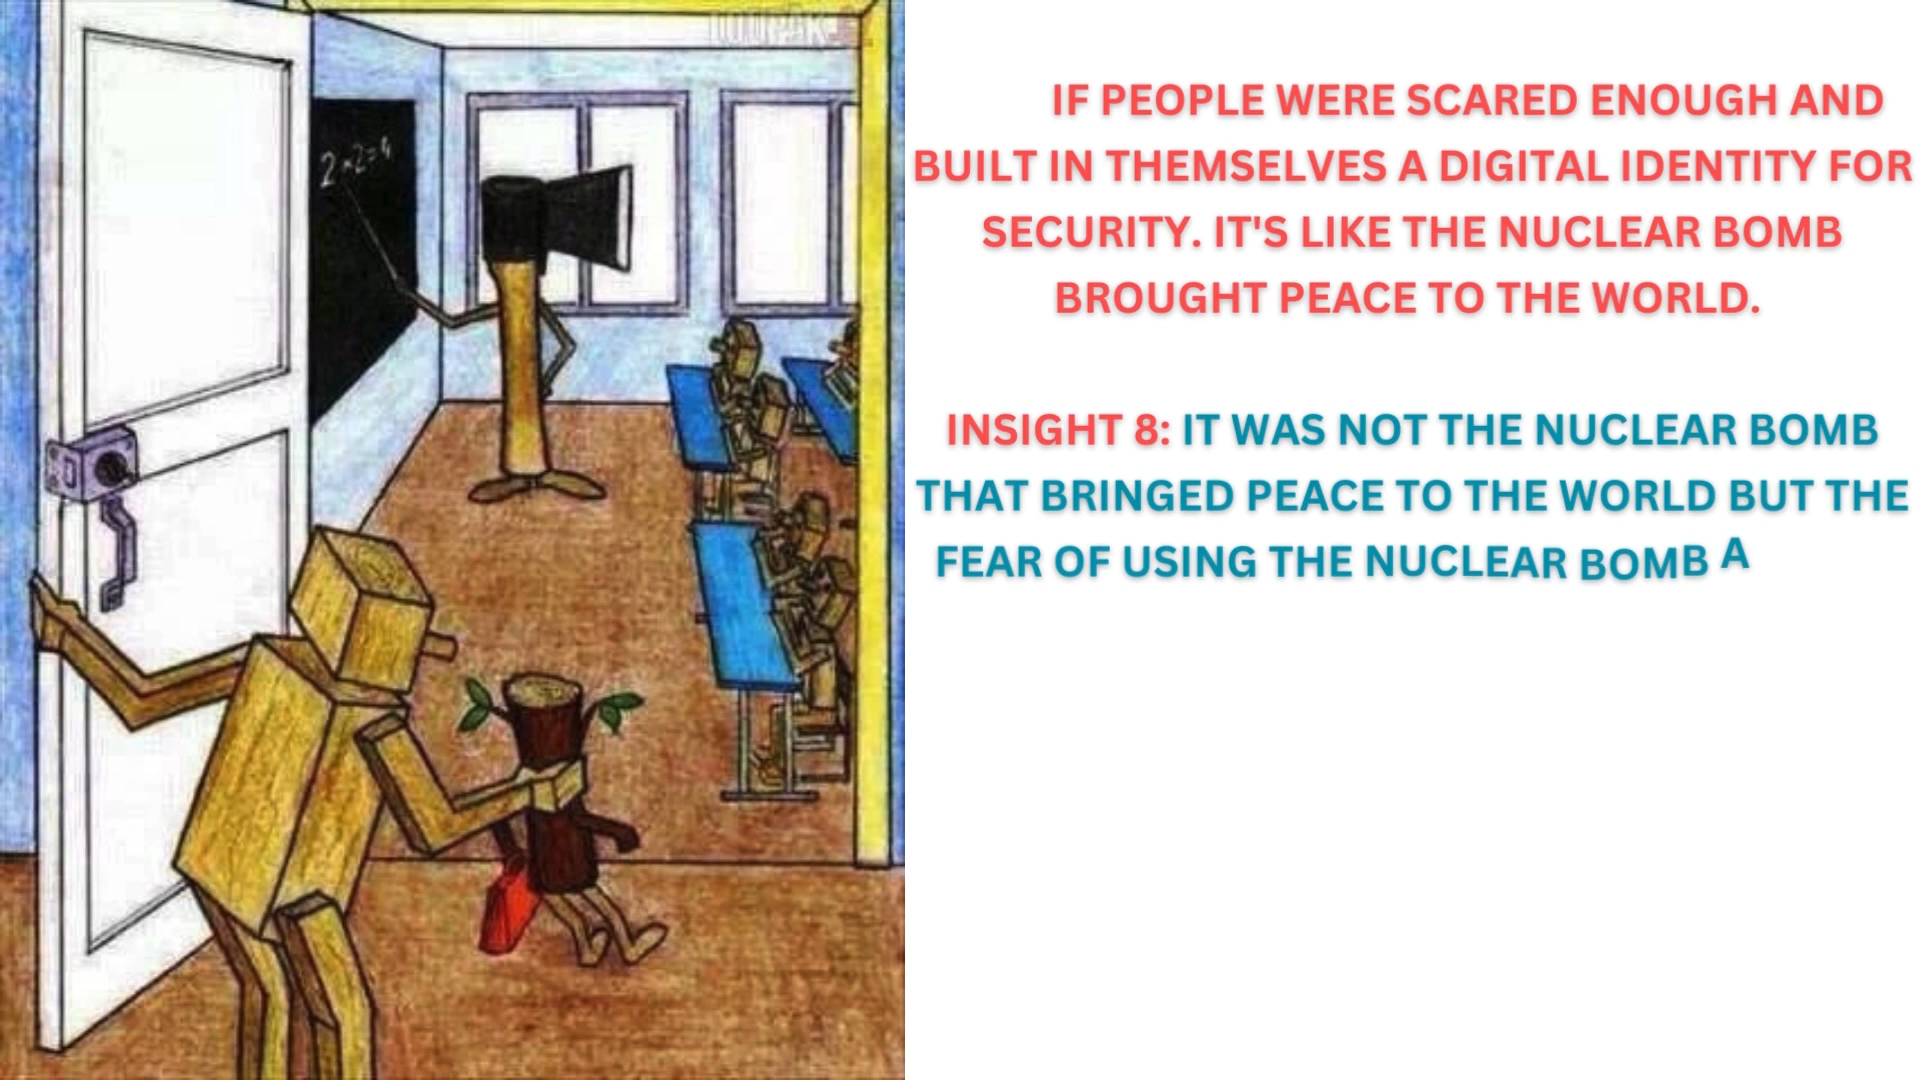 2×2=4
IF PEOPLE WERE SCARED ENOUGH AND
BUILT IN THEMSELVES A DIGITAL IDENTITY FOR
SECURITY. IT'S LIKE THE NUCLEAR BOMB
BROUGHT PEACE TO THE WORLD.
INSIGHT 8: IT WAS NOT THE NUCLEAR BOMB
THAT BRINGED PEACE TO THE WORLD BUT THE
FEAR OF USING THE NUCLEAR BOMB A